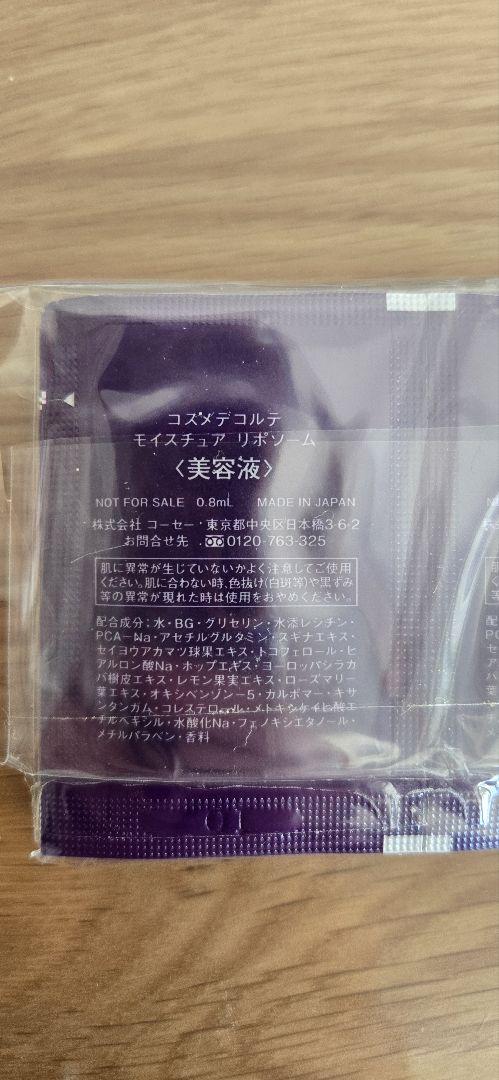 コスメデコルテ
モイスチュア リポソーム
〈美容液〉
NOT FOR SALE 0.8mL MADE IN JAPAN
株式会社 コーセー・東京都中央区日本橋3-6-2
お問合せ先 0120-763-325
肌に異常が生じていないかよく注意してご使用
ください。肌に合わない時、色抜け(白斑等)や黒ずみ
等の異常が現れた時は使用をおやめください。
配合成分；水・BG・グリセリン・水添レシチン・
PCA-Na・アセチルグルタミン・スギナエキス・
セイヨウアカマツ球果エキス・トコフェロール・ヒ
アルロン酸Na・ホップエキス・ヨーロッパシラカ
バ樹皮エキス・レモン果実エキス・ローズマリー
葉エキス・オキシベンゾン-5・カルボマー・キサ
ンタンガム・コレステロール・メトキシケイヒ酸エ
チルヘキシル・水酸化Na・フェノキシエタノール・
メチルパラベン・香料